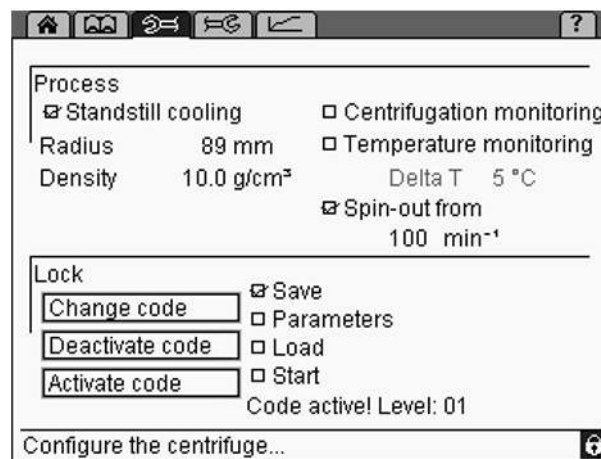 ?
Process
Standstill cooling
Centrifugation monitoring
Radius 89 mm
Temperature monitoring
Density 10.0 g/cm³
Delta T 5 °C
Spin-out from
100 min⁻¹
Lock
Change code
Save
Parameters
Deactivate code
Load
Activate code
Start
Code active! Level: 01
Configure the centrifuge...